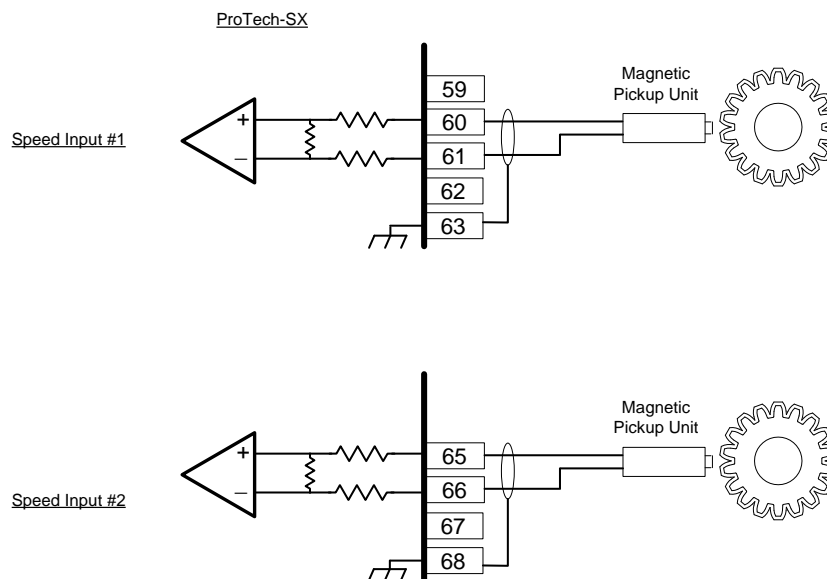 ProTech-SX
Magnetic
Pickup Unit
59
60
61
62
63
+
−
Speed Input #1
Magnetic
Pickup Unit
65
66
67
68
+
−
Speed Input #2